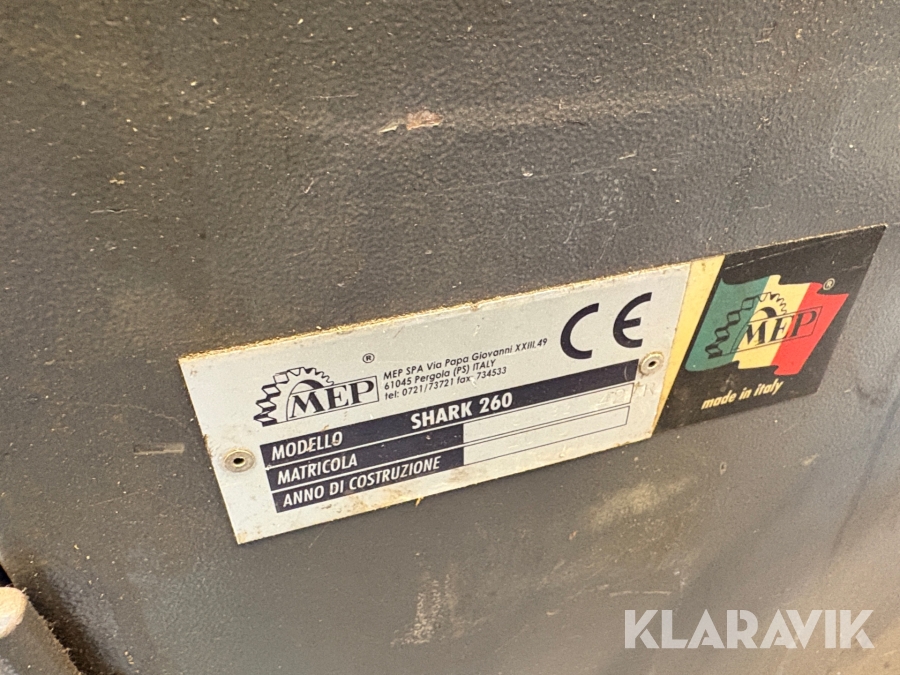 MEP®
MEP SPA Via Papa Giovanni XXIII,49
61045 Pergola (PS) ITALY
tel: 0721/73721 fax: 734533
CE
MODELLO SHARK 260
MATRICOLA
ANNO DI COSTRUZIONE
MEP®
made in italy
KLARAVIK